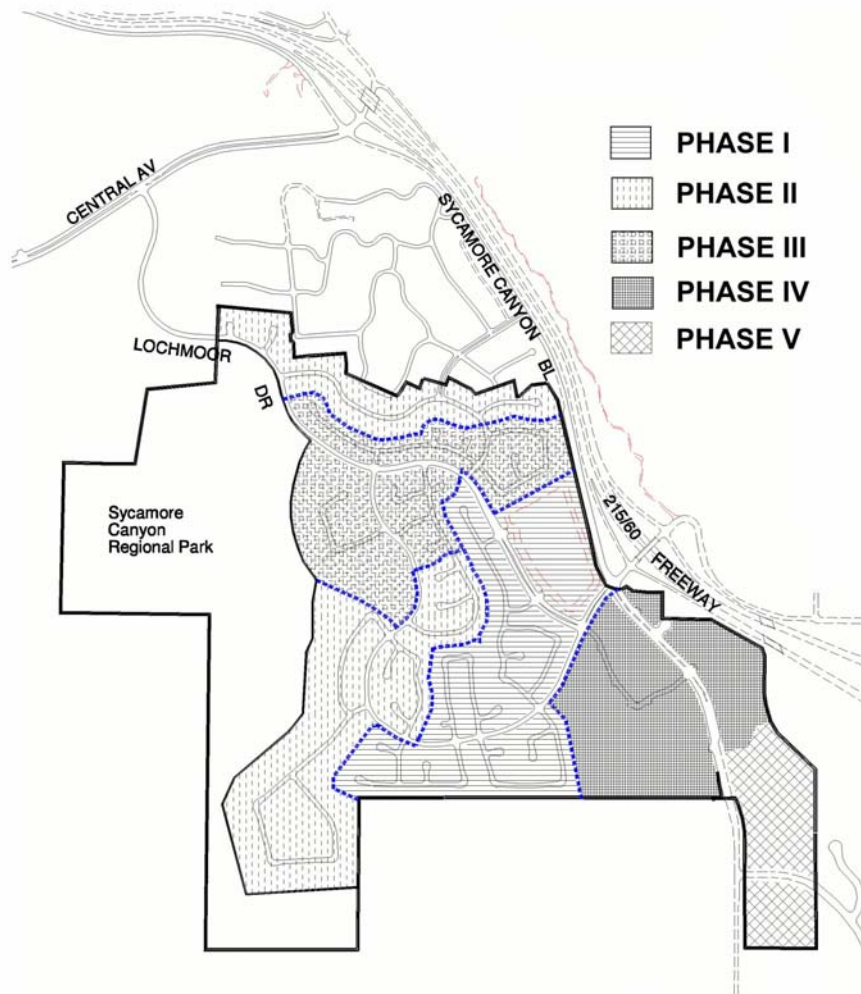 PHASE I
PHASE II
PHASE III
PHASE IV
PHASE V
CENTRAL AV
SYCAMORE CANYON BL
LOCHMOOR DR
Sycamore
Canyon
Regional Park
215/60 FREEWAY